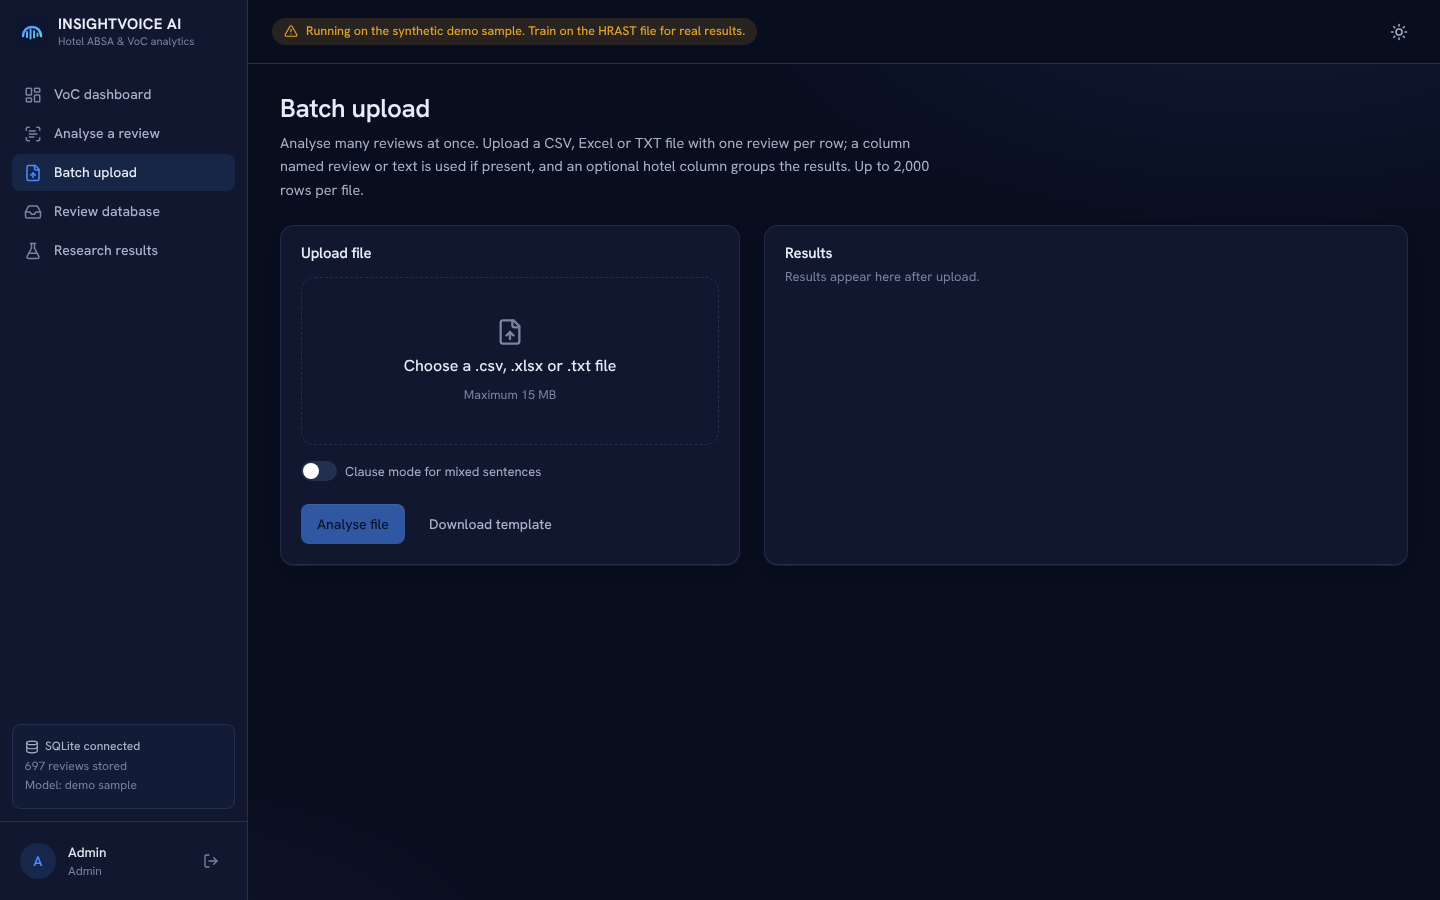 INSIGHTVOICE AI
Hotel ABSA & VoC analytics
VoC dashboard
Analyse a review
Batch upload
Review database
Research results
SQLite connected
697 reviews stored
Model: demo sample
A
Admin
Admin
Running on the synthetic demo sample. Train on the HRAST file for real results.
Batch upload
Analyse many reviews at once. Upload a CSV, Excel or TXT file with one review per row; a column
named review or text is used if present, and an optional hotel column groups the results. Up to 2,000
rows per file.
Upload file
Choose a .csv, .xlsx or .txt file
Maximum 15 MB
Clause mode for mixed sentences
Analyse file
Download template
Results
Results appear here after upload.